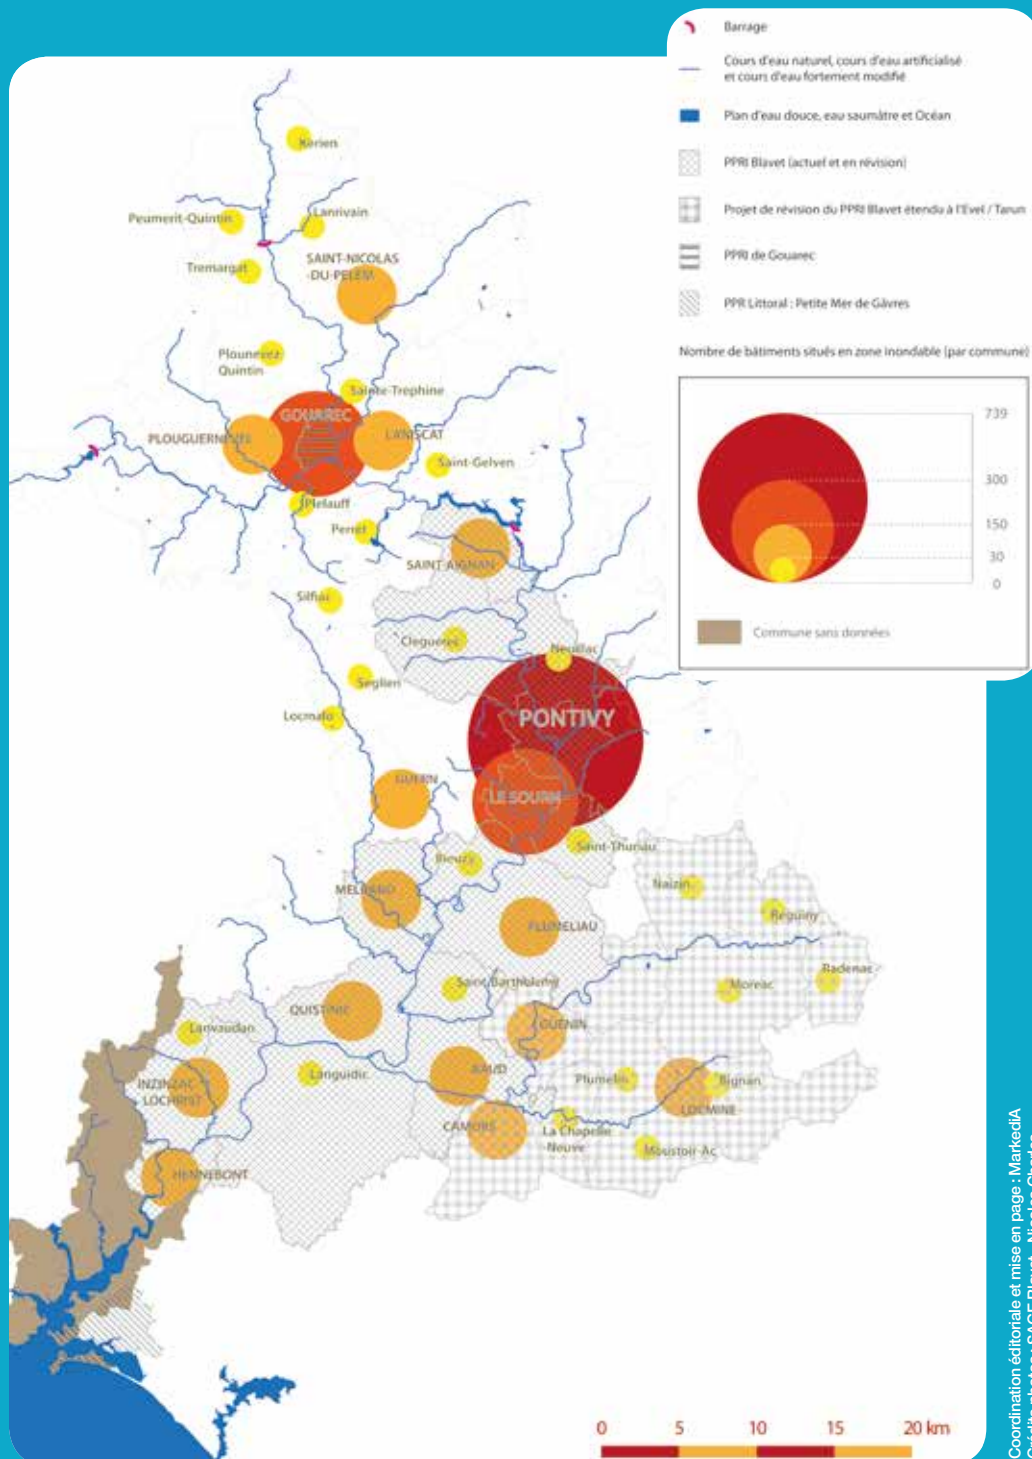 Barrage
Cours d'eau naturel, cours d'eau artificialisé
et cours d'eau fortement modifié
Plan d'eau douce, eau saumâtre et Océan
PPRI Blavet (actuel et en révision)
Projet de révision du PPRI Blavet étendu à l'Evel / Tarun
PPRI de Gouarec
PPR Littoral : Petite Mer de Gâvres
Nombre de bâtiments situés en zone inondable (par commune)
739
300
150
30
0
Commune sans données
Kerien
Peumerit-Quintin
Lanrivain
Tremargat
SAINT-NICOLAS
-DU-PELEM
Plounevez
Quintin
Sainte-Trephine
GOUAREC
PLOUGUERNEVEL
LANISCAT
Saint-Gelven
Plelauff
Perret
SAINT-AIGNAN
Silfiac
Cleguerec
Neuillac
Seglien
Locmalo
PONTIVY
GUERN
LE SOURN
Saint-Thuriau
Bieuzy
Naizin
MELRAND
Reguiny
PLUMELIAU
Radenac
Saint-Barthélemy
Moreac
QUISTINIC
Lanvaudan
GUENIN
Languidic
BAUD
Plumelin
Bignan
INZINZAC
LOCHRIST
LOCMINE
CAMORS
La Chapelle
-Neuve
Moustoir-Ac
HENNEBONT
0
5
10
15
20 km
Coordination éditoriale et mise en page : MarkediA